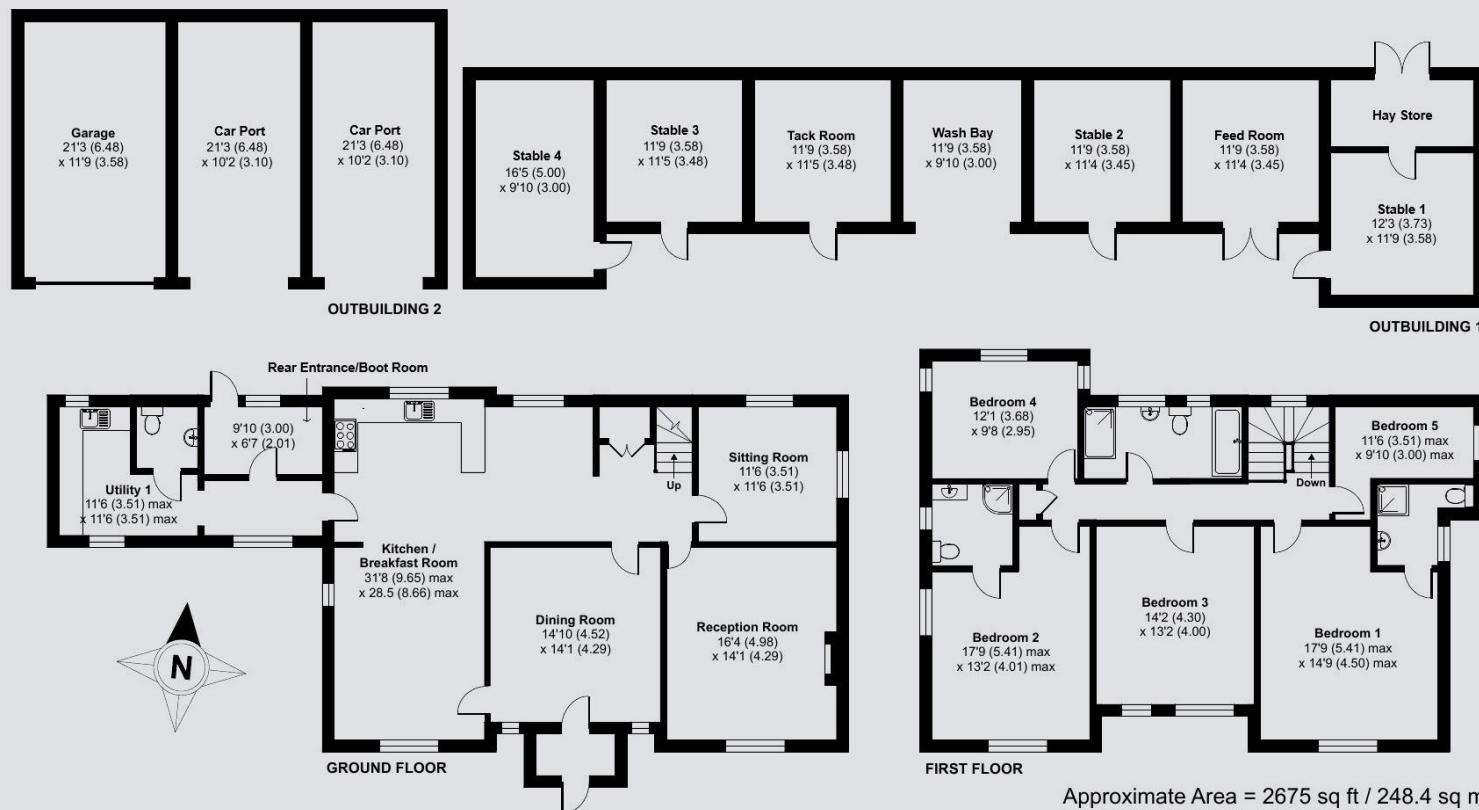 Garage
21'3 (6.48)
x 11'9 (3.58)
Car Port
21'3 (6.48)
x 10'2 (3.10)
Car Port
21'3 (6.48)
x 10'2 (3.10)
OUTBUILDING 2
Stable 4
16'5 (5.00)
x 9'10 (3.00)
Stable 3
11'9 (3.58)
x 11'5 (3.48)
Tack Room
11'9 (3.58)
x 11'5 (3.48)
Wash Bay
11'9 (3.58)
x 9'10 (3.00)
Stable 2
11'9 (3.58)
x 11'4 (3.45)
Feed Room
11'9 (3.58)
x 11'4 (3.45)
Hay Store
Stable 1
12'3 (3.73)
x 11'9 (3.58)
OUTBUILDING 1
Rear Entrance/Boot Room
9'10 (3.00)
x 6'7 (2.01)
Utility 1
11'6 (3.51) max
x 11'6 (3.51) max
Kitchen /
Breakfast Room
31'8 (9.65) max
x 28.5 (8.66) max
Up
Sitting Room
11'6 (3.51)
x 11'6 (3.51)
Dining Room
14'10 (4.52)
x 14'1 (4.29)
Reception Room
16'4 (4.98)
x 14'1 (4.29)
N
GROUND FLOOR
Bedroom 4
12'1 (3.68)
x 9'8 (2.95)
Down
Bedroom 5
11'6 (3.51) max
x 9'10 (3.00) max
Bedroom 2
17'9 (5.41) max
x 13'2 (4.01) max
Bedroom 3
14'2 (4.30)
x 13'2 (4.00)
Bedroom 1
17'9 (5.41) max
x 14'9 (4.50) max
FIRST FLOOR
Approximate Area = 2675 sq ft / 248.4 sq m